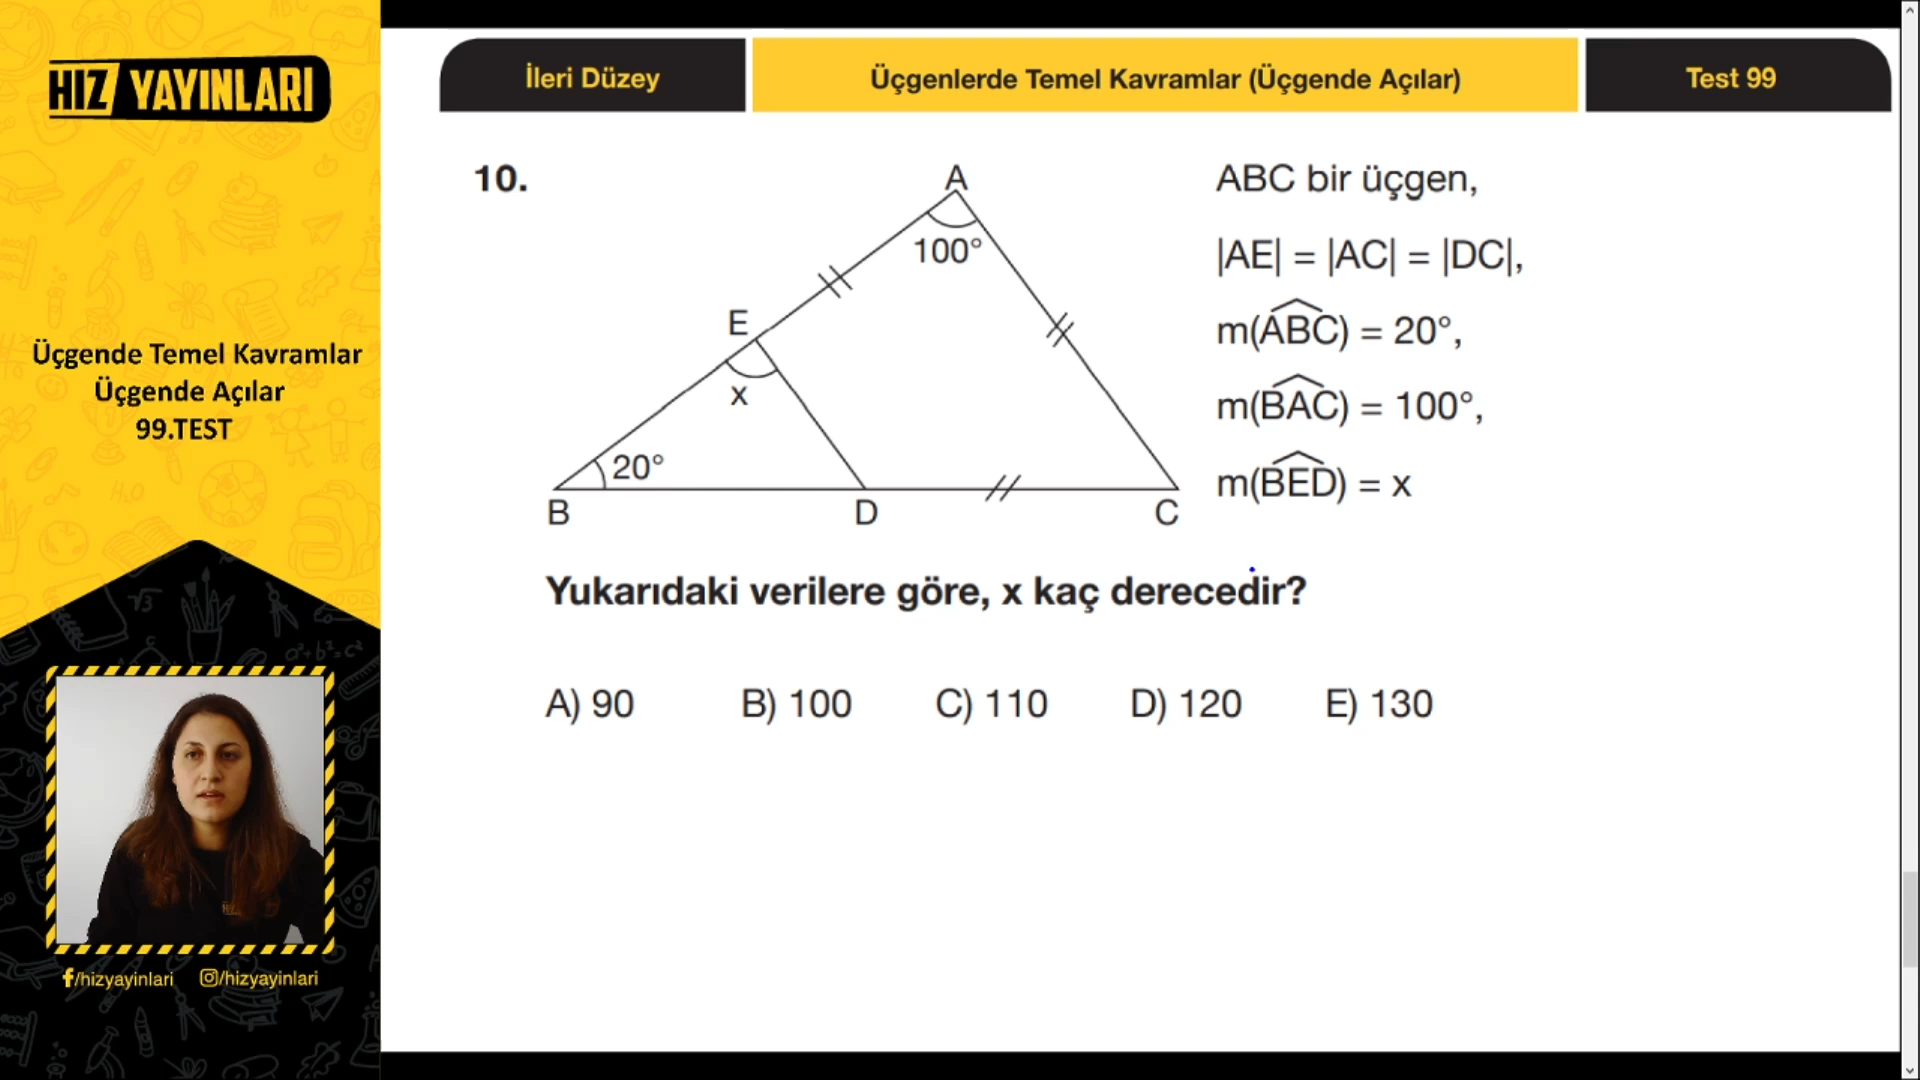 HIZ YAYINLARI
Üçgende Temel Kavramlar
Üçgende Açılar
99.TEST
/hizyayinlari /hizyayinlari
İleri Düzey
Üçgenlerde Temel Kavramlar (Üçgende Açılar)
Test 99
10.
A
100°
E
x
20°
B
D
C
ABC bir üçgen,
|AE| = |AC| = |DC|,
m(ABC) = 20°,
m(BAC) = 100°,
m(BED) = x
Yukarıdaki verilere göre, x kaç derecedir?
A) 90 B) 100 C) 110 D) 120 E) 130